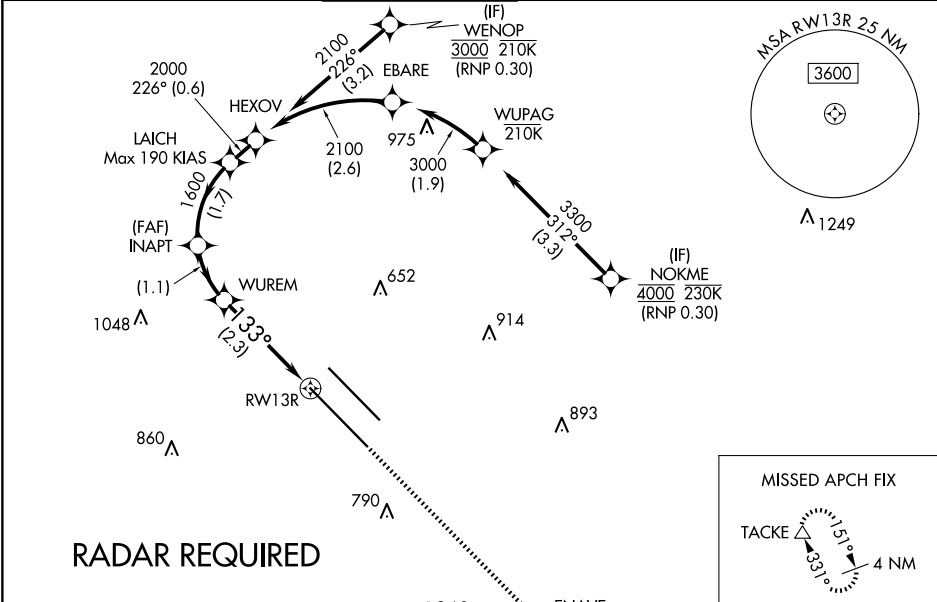 (IF)
WENOP
3000 210K
(RNP 0.30)
2100
226°
(3.2)
2000
226° (0.6)
HEXOV
EBARE
WUPAG
210K
LAICH
Max 190 KIAS
975
2100
(2.6)
3000
(1.9)
1600
(1.7)
(FAF)
INAPT
(1.1)
WUREM
3300
312°
(3.3)
(IF)
NOKME
4000 230K
(RNP 0.30)
MSA RW13R 25 NM
3600
1249
652
1048
914
133°
(2.3)
RW13R
893
860
790
RADAR REQUIRED
MISSED APCH FIX
TACKE
151°
331°
4 NM